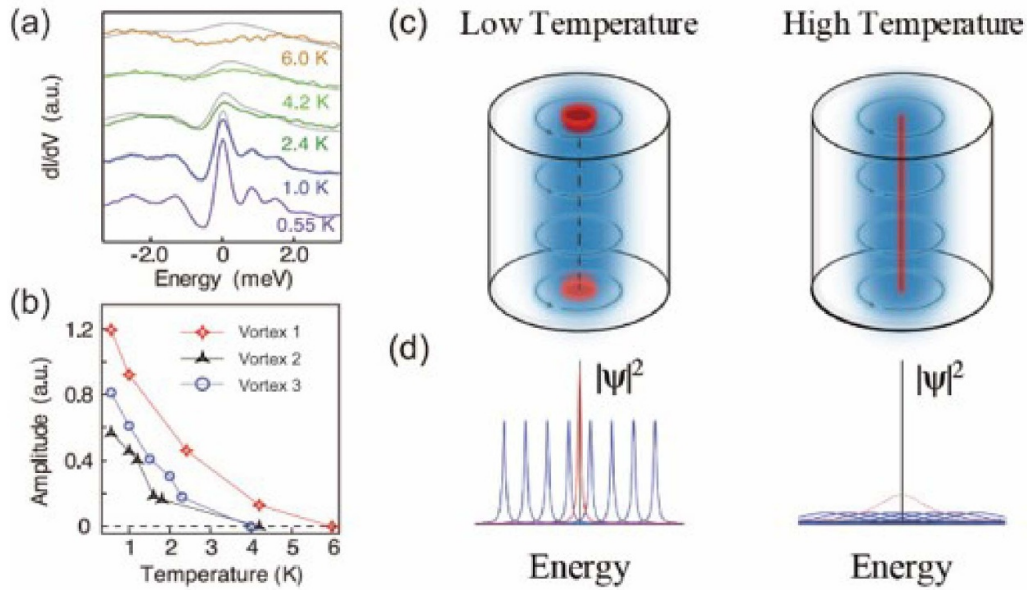 (a)
6.0 K
4.2 K
2.4 K
1.0 K
0.55 K
dI/dV (a.u.)
-2.0 0 2.0
Energy (meV)
(b)
1.2
0.8
0.4
0
Amplitude (a.u.)
Vortex 1
Vortex 2
Vortex 3
1 2 3 4 5 6
Temperature (K)
(c)
Low Temperature
High Temperature
(d)
|ψ|²
|ψ|²
Energy
Energy